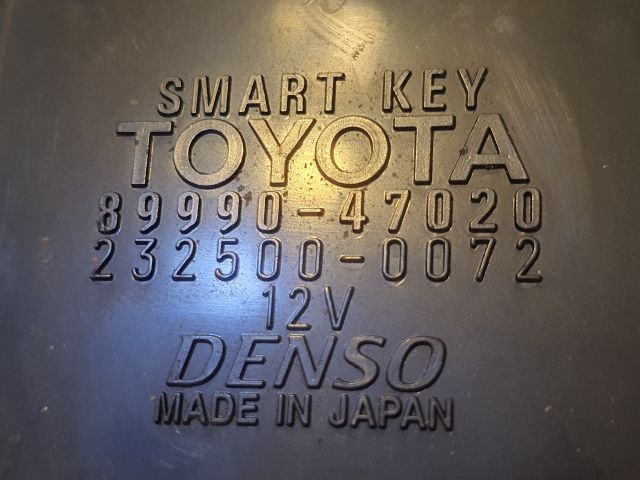 SMART KEY
TOYOTA
89990-47020
232500-0072
12V
DENSO
MADE IN JAPAN